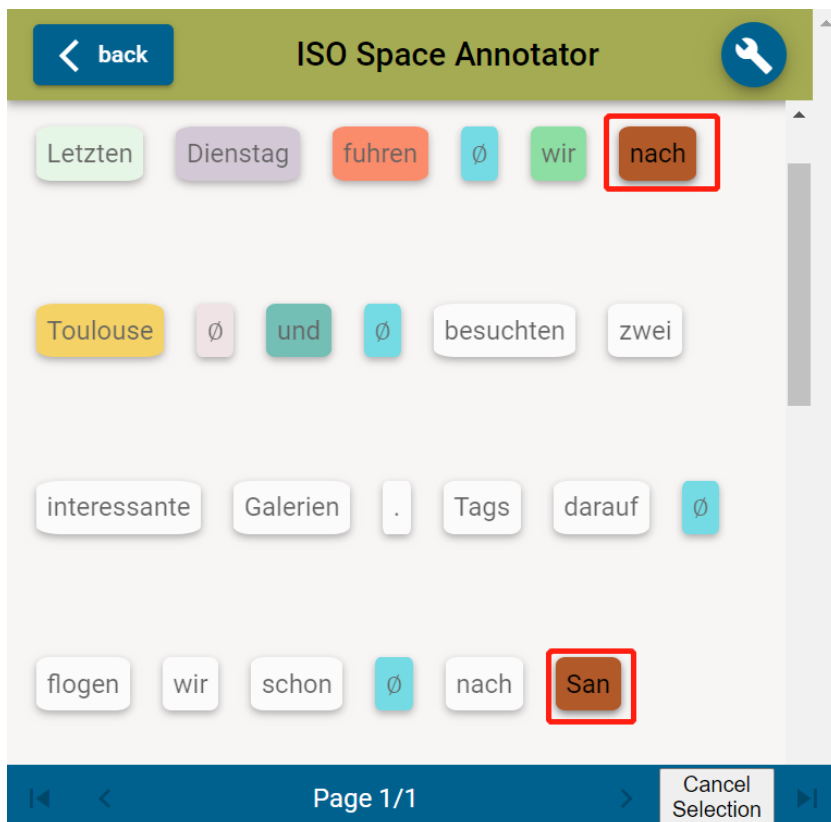 back ISO Space Annotator
Letzten Dienstag fuhren Ø wir nach
Toulouse Ø und Ø besuchten zwei
interessante Galerien . Tags darauf Ø
flogen wir schon Ø nach San
Page 1/1 Cancel
Selection